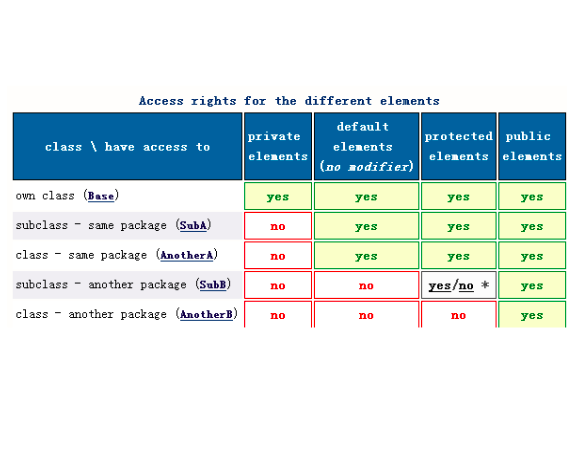 Access rights for the different elements
class \ have access to
private elements
default elements (no modifier)
protected elements
public elements
own class (Base) yes yes yes yes
subclass - same package (SubA) no yes yes yes
class - same package (AnotherA) no yes yes yes
subclass - another package (SubB) no no yes/no * yes
class - another package (AnotherB) no no no yes